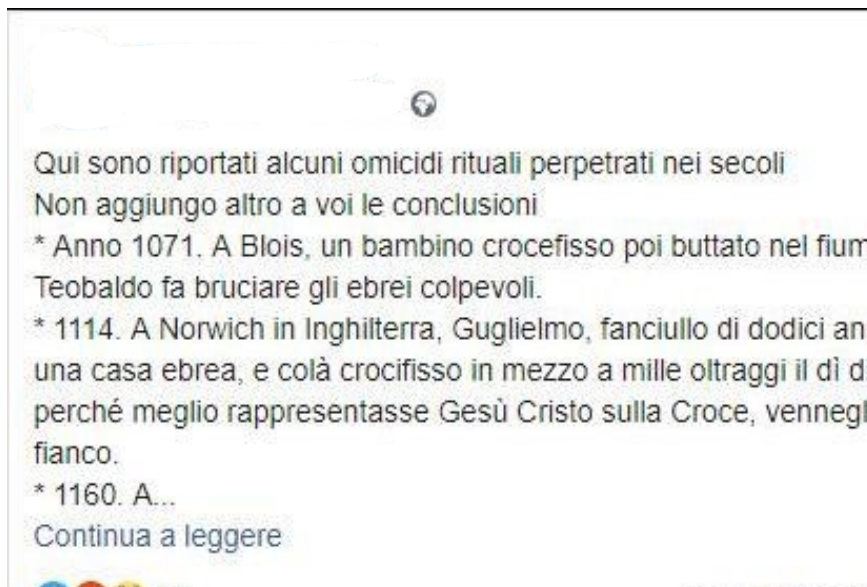 Qui sono riportati alcuni omicidi rituali perpetrati nei secoli
Non aggiungo altro a voi le conclusioni
* Anno 1071. A Blois, un bambino crocefisso poi buttato nel fium
Teobaldo fa bruciare gli ebrei colpevoli.
* 1114. A Norwich in Inghilterra, Guglielmo, fanciullo di dodici an
una casa ebrea, e colà crocifisso in mezzo a mille oltraggi il dì d
perché meglio rappresentasse Gesù Cristo sulla Croce, vennegl
fianco.
* 1160. A...
Continua a leggere